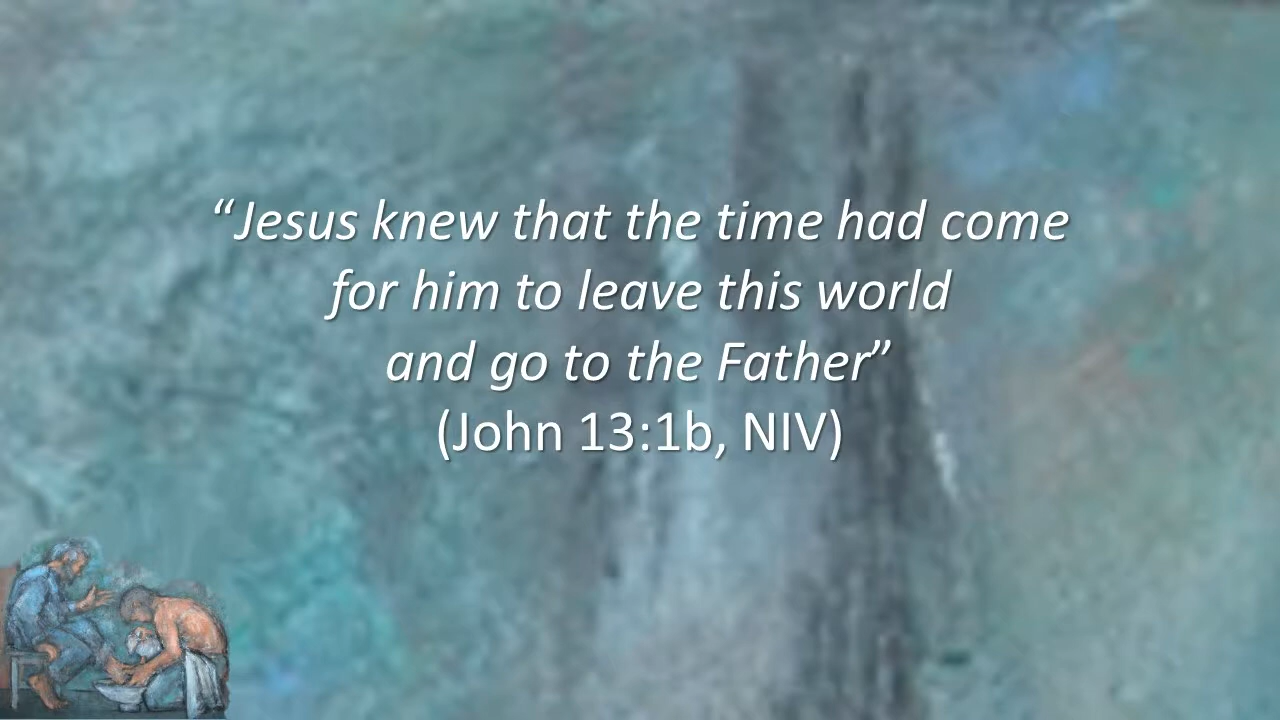 “Jesus knew that the time had come
for him to leave this world
and go to the Father”
(John 13:1b, NIV)